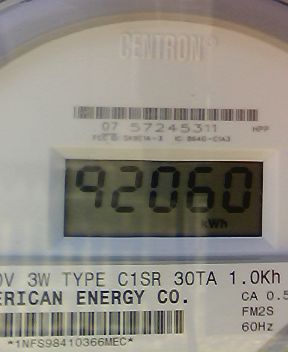 CENTRON®
07 57245311 HPP
92060
kWh
0V 3W TYPE C1SR 30TA 1.0Kh
ERICAN ENERGY CO. CA 0.5
FM2S
60Hz
*1NFS98410366MEC*